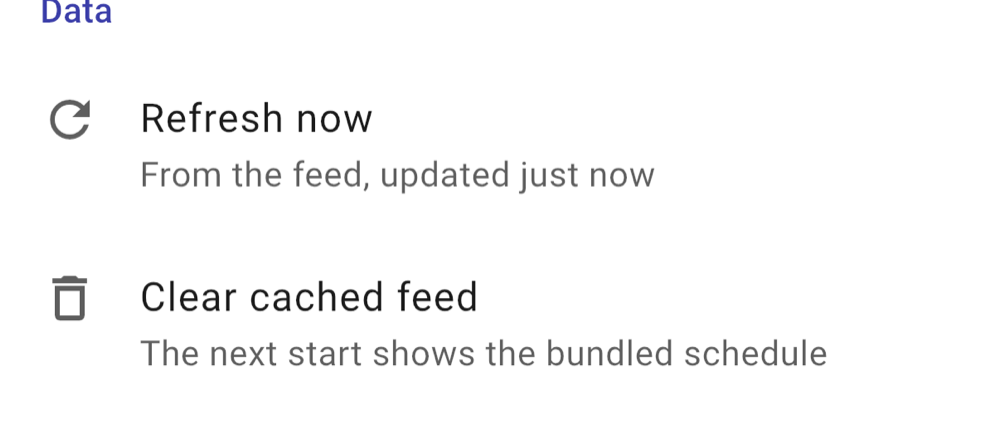 Data
Refresh now
From the feed, updated just now
Clear cached feed
The next start shows the bundled schedule